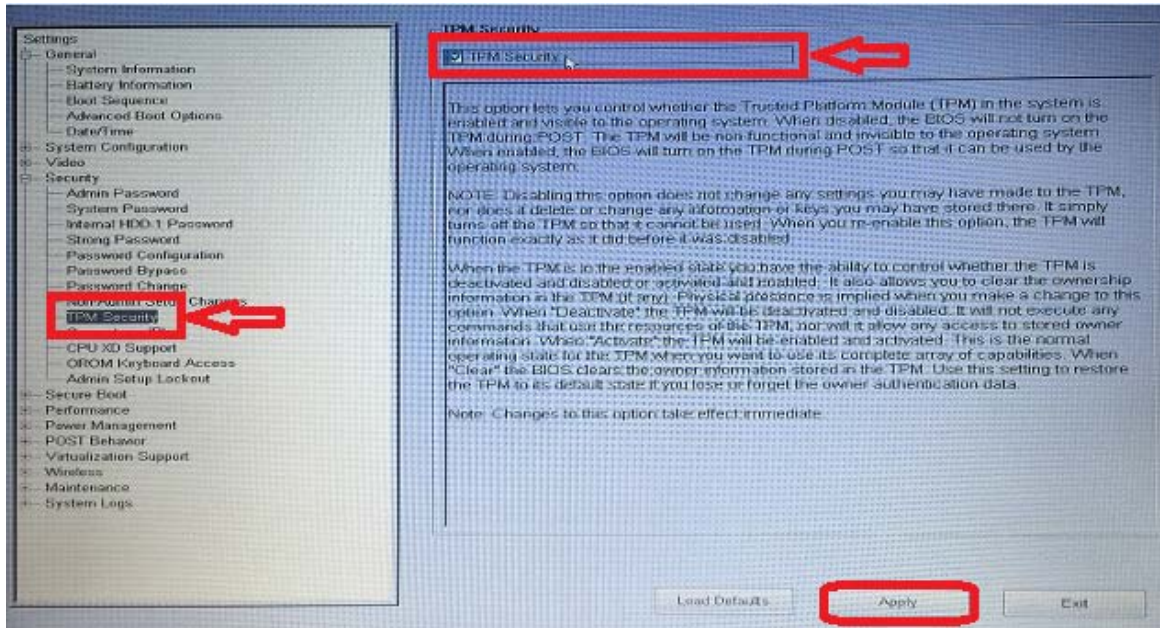 Settings
General
System Information
Battery Information
Boot Sequence
Advanced Boot Options
Date/Time
System Configuration
Video
Security
Admin Password
System Password
Internal HDD-1 Password
Strong Password
Password Configuration
Password Bypass
Password Change
Non-Admin Setup Changes
TPM Security
CPU XD Support
OROM Keyboard Access
Admin Setup Lockout
Secure Boot
Performance
Power Management
POST Behavior
Virtualization Support
Wireless
Maintenance
System Logs
TPM Security
TPM Security
This option lets you control whether the Trusted Platform Module (TPM) in the system is
enabled and visible to the operating system. When disabled, the BIOS will not turn on the
TPM during POST. The TPM will be non-functional and invisible to the operating system.
When enabled, the BIOS will turn on the TPM during POST so that it can be used by the
operating system.
NOTE: Disabling this option does not change any settings you may have made to the TPM,
nor does it delete or change any information or keys you may have stored there. It simply
turns off the TPM so that it cannot be used. When you re-enable this option, the TPM will
function exactly as it did before it was disabled.
When the TPM is in the enabled state you have the ability to control whether the TPM is
deactivated and disabled or activated and enabled. It also allows you to clear the ownership
information in the TPM (if any). Physical presence is implied when you make a change to this
option. When "Deactivate" the TPM will be deactivated and disabled. It will not execute any
commands that use the resources of the TPM, nor will it allow any access to stored owner
information. When "Activate" the TPM will be enabled and activated. This is the normal
operating state for the TPM when you want to use its complete array of capabilities. When
"Clear" the BIOS clears the owner information stored in the TPM. Use this setting to restore
the TPM to its default state if you lose or forget the owner authentication data.
Note: Changes to this option take effect immediate
Load Defaults
Apply
Exit